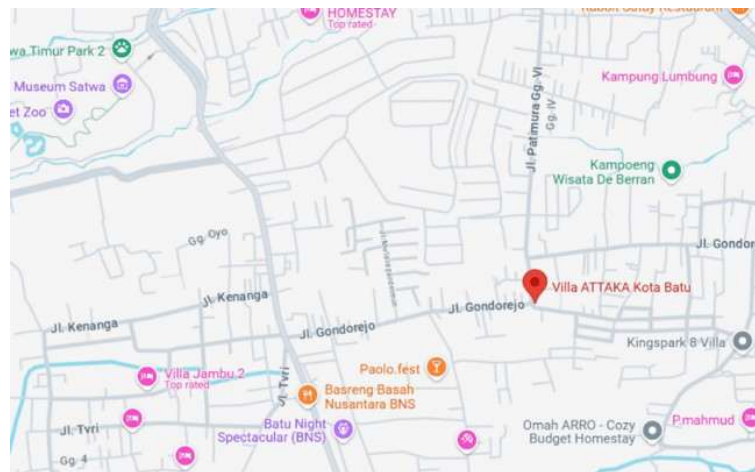 HOMESTAY
Top rated
wa Timur Park 2
Museum Satwa
et Zoo
Kampung Lumbung
Jl. Patimura Gg. VI
Gg. IV
Kampoeng
Wisata De Berran
Gg. Oyo
Jl. Gondor
Villa ATTAKA Kota Batu
Jl. Kenanga
Jl. Kenanga
Jl. Gondorejo
Jl. Gondorejo
Kingspark 8 Villa
Paolo.fest
Villa Jambu 2
Top rated
Jl. Tvri
Basreng Basah
Nusantara BNS
Batu Night
Spectacular (BNS)
Omah ARRO - Cozy
Budget Homestay
P.mahmud
Jl. Tvri
Gg. 4